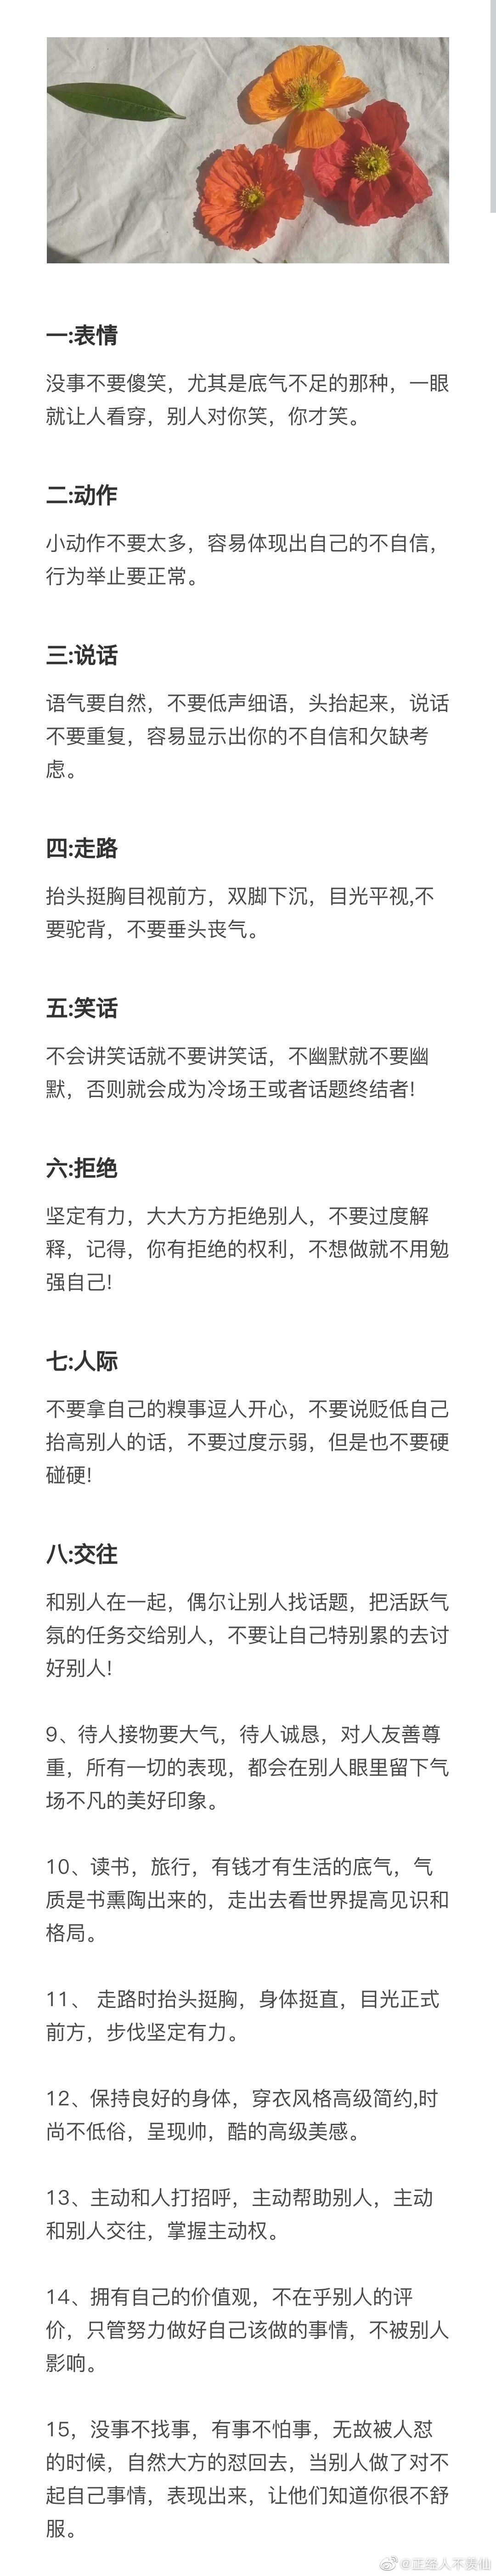 一:表情
没事不要傻笑，尤其是底气不足的那种，一眼
就让人看穿，别人对你笑，你才笑。
二:动作
小动作不要太多，容易体现出自己的不自信，
行为举止要正常。
三:说话
语气要自然，不要低声细语，头抬起来，说话
不要重复，容易显示出你的不自信和欠缺考
虑。
四:走路
抬头挺胸目视前方，双脚下沉，目光平视,不
要驼背，不要垂头丧气。
五:笑话
不会讲笑话就不要讲笑话，不幽默就不要幽
默，否则就会成为冷场王或者话题终结者!
六:拒绝
坚定有力，大大方方拒绝别人，不要过度解
释，记得，你有拒绝的权利，不想做就不用勉
强自己!
七:人际
不要拿自己的糗事逗人开心，不要说贬低自己
抬高别人的话，不要过度示弱，但是也不要硬
碰硬!
八:交往
和别人在一起，偶尔让别人找话题，把活跃气
氛的任务交给别人，不要让自己特别累的去讨
好别人!
9、待人接物要大气，待人诚恳，对人友善尊
重，所有一切的表现，都会在别人眼里留下气
场不凡的美好印象。
10、读书，旅行，有钱才有生活的底气，气
质是书熏陶出来的，走出去看世界提高见识和
格局。
11、 走路时抬头挺胸，身体挺直，目光正式
前方，步伐坚定有力。
12、保持良好的身体，穿衣风格高级简约,时
尚不低俗，呈现帅，酷的高级美感。
13、主动和人打招呼，主动帮助别人，主动
和别人交往，掌握主动权。
14、拥有自己的价值观，不在乎别人的评
价，只管努力做好自己该做的事情，不被别人
影响。
15，没事不找事，有事不怕事，无故被人怼
的时候，自然大方的怼回去，当别人做了对不
起自己事情，表现出来，让他们知道你很不舒
服。
@正经人不羡仙